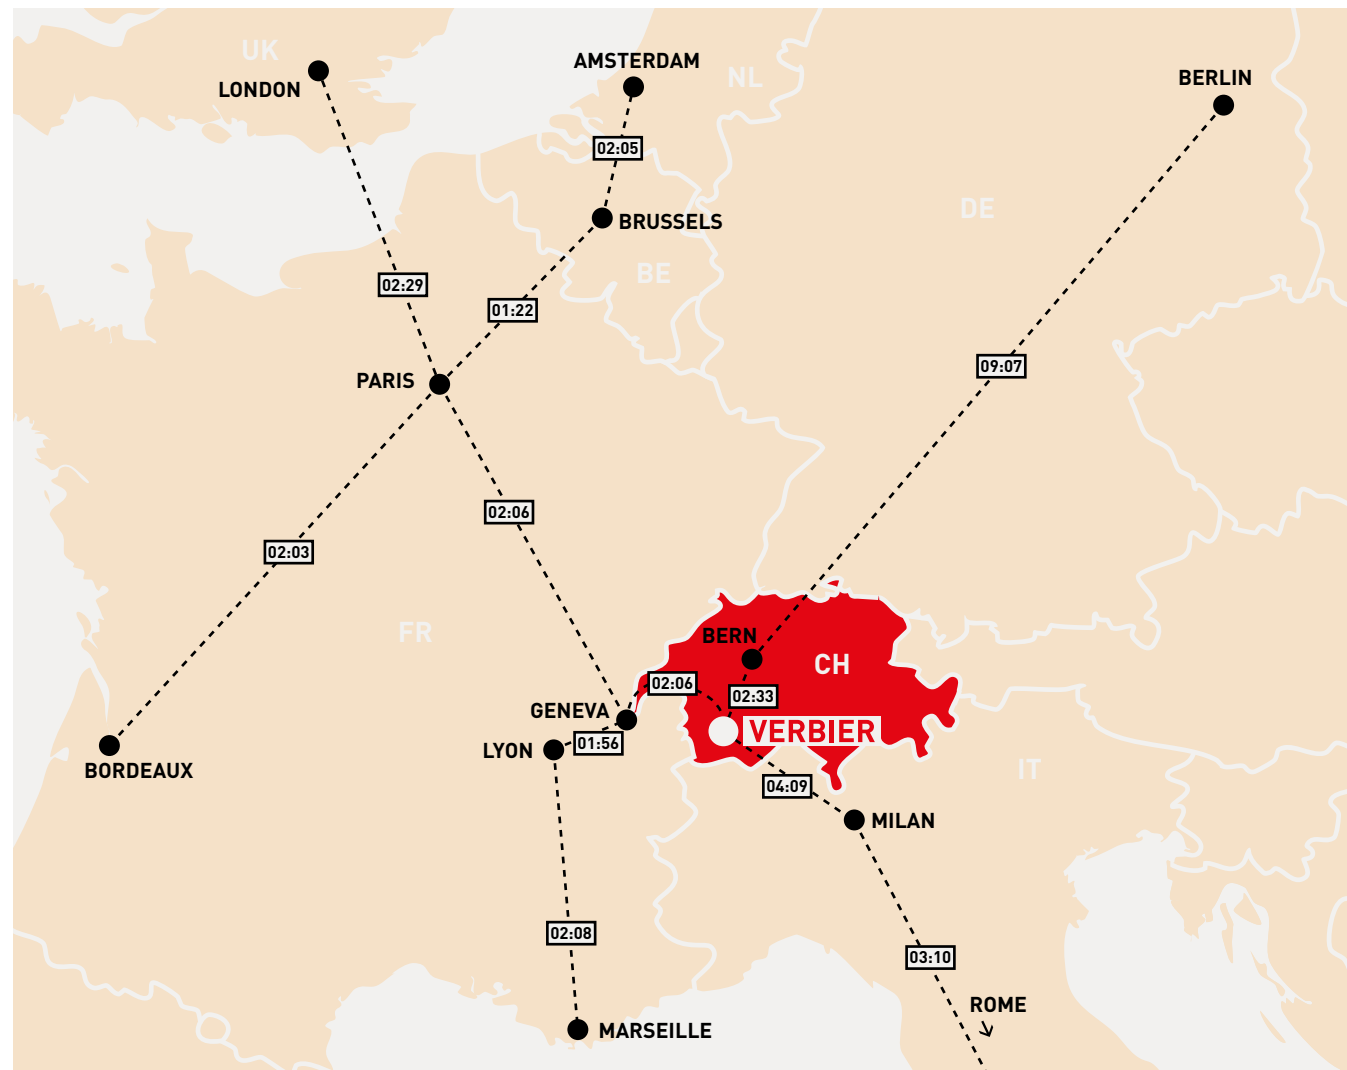 UK
LONDON
AMSTERDAM
NL
BERLIN
02:05
BRUSSELS
DE
BE
02:29
01:22
09:07
PARIS
02:06
02:03
FR
BERN
CH
02:06
02:33
GENEVA
VERBIER
01:56
LYON
BORDEAUX
IT
04:09
MILAN
02:08
03:10
ROME
MARSEILLE